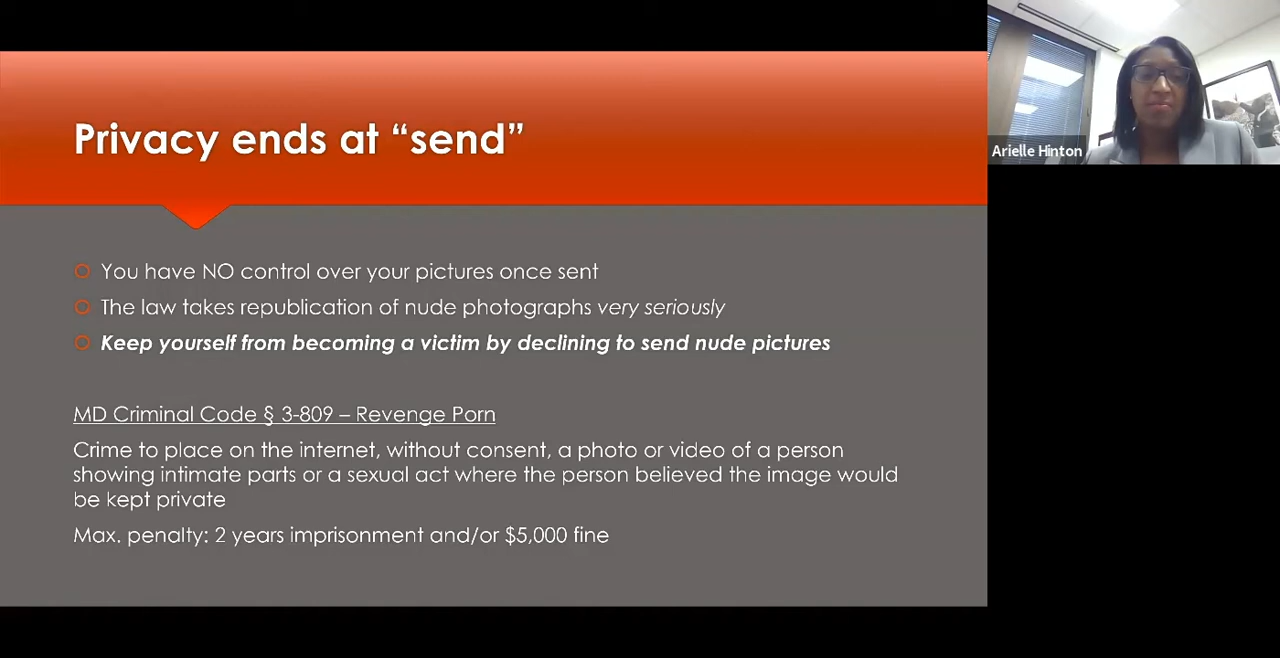 Privacy ends at “send”
You have NO control over your pictures once sent
The law takes republication of nude photographs very seriously
Keep yourself from becoming a victim by declining to send nude pictures
MD Criminal Code § 3-809 – Revenge Porn
Crime to place on the internet, without consent, a photo or video of a person
showing intimate parts or a sexual act where the person believed the image would
be kept private
Max. penalty: 2 years imprisonment and/or $5,000 fine
Arielle Hinton